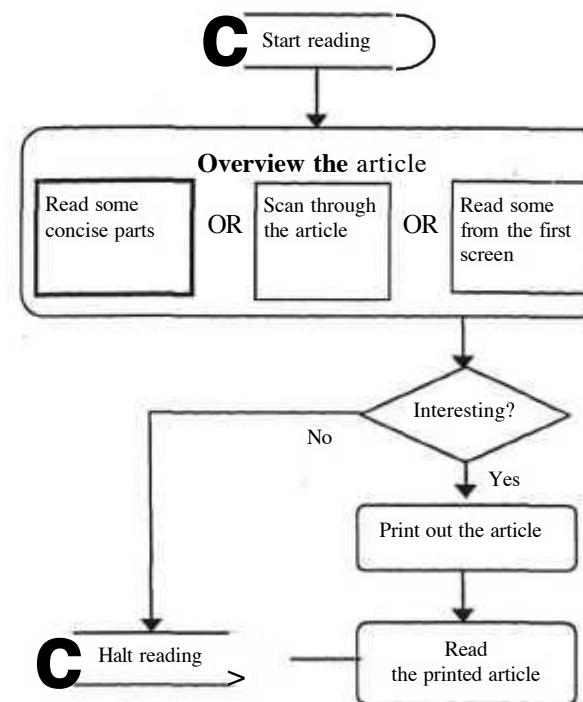 C Start reading
Overview the article
Read some
concise parts
OR
Scan through
the article
OR
Read some
from the first
screen
Interesting?
No
Yes
Print out the article
C Halt reading
>
Read
the printed article